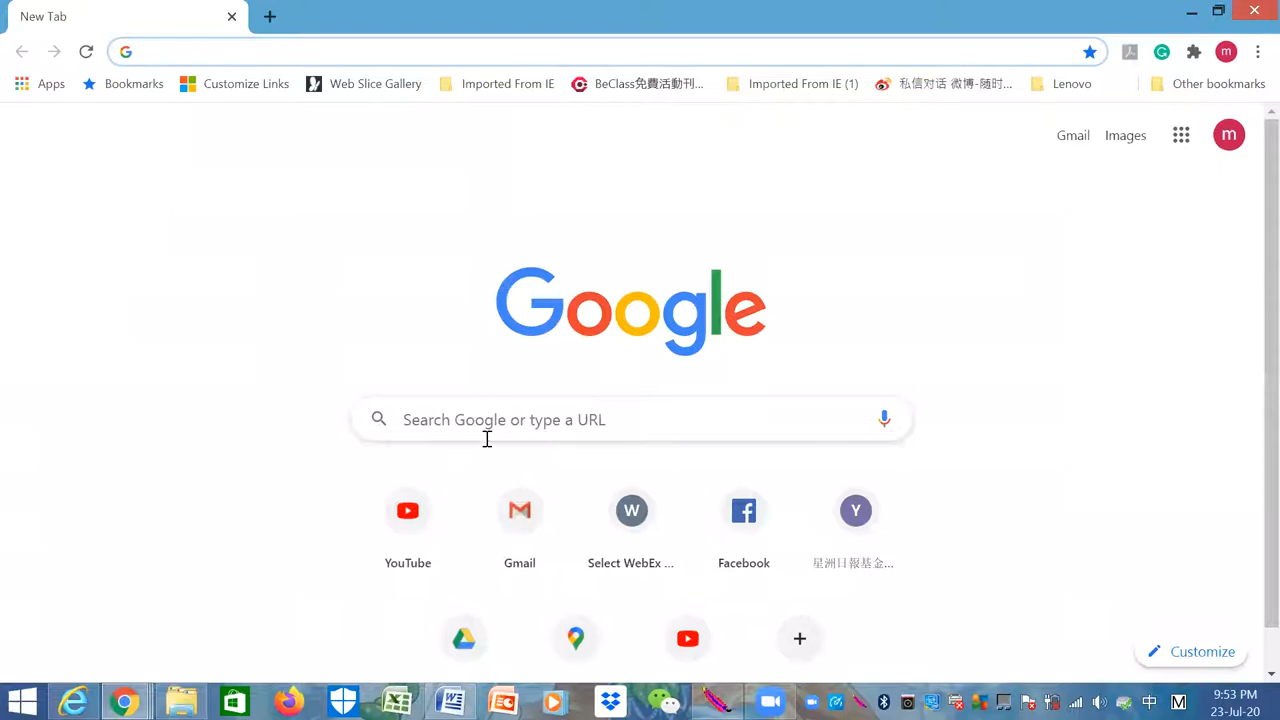 New Tab
Apps
Bookmarks
Customize Links
Web Slice Gallery
Imported From IE
BeClass免費活動刊...
Imported From IE (1)
私信对话 微博-随时...
Lenovo
Other bookmarks
Gmail
Images
m
Google
Search Google or type a URL
W
Y
YouTube
Gmail
Select WebEx ...
Facebook
星洲日報基金...
Customize
9:53 PM
23-Jul-20